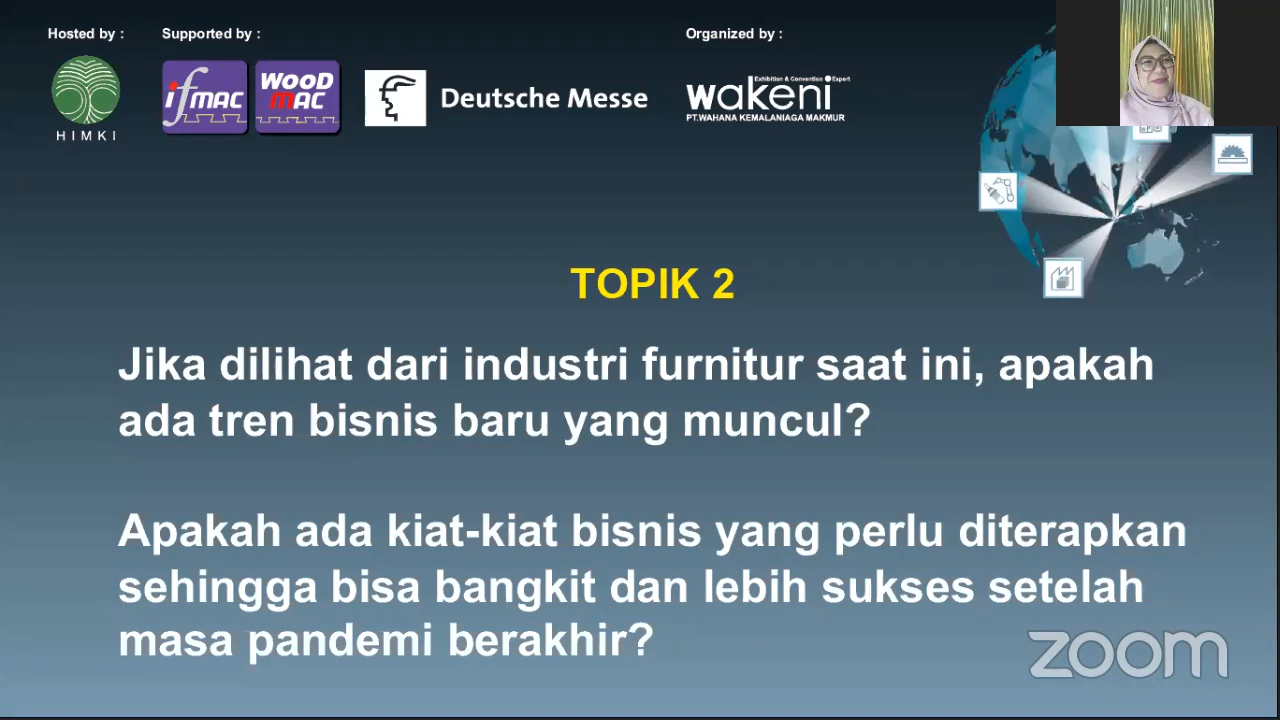 Hosted by :
Supported by :
Organized by :
HIMKI
ifmac
WOOD
MAC
Deutsche Messe
Exhibition & Convention Expert
wakeni
PT.WAHANA KEMALANIAGA MAKMUR
TOPIK 2
Jika dilihat dari industri furnitur saat ini, apakah
ada tren bisnis baru yang muncul?
Apakah ada kiat-kiat bisnis yang perlu diterapkan
sehingga bisa bangkit dan lebih sukses setelah
masa pandemi berakhir?
zoom